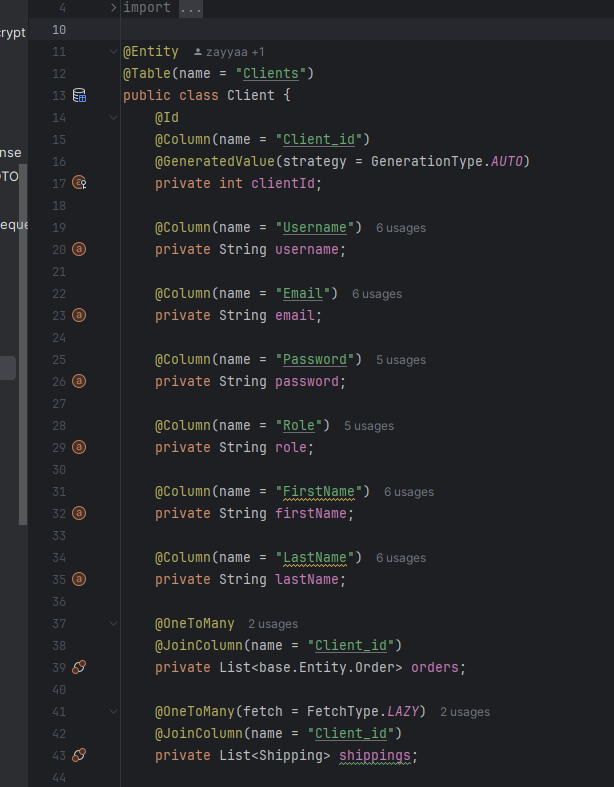 4 import ...
crypt
10
11 @Entity zayyaa +1
12 @Table(name = "Clients")
13 public class Client {
14 @Id
15 @Column(name = "Client_id")
nse
16 @GeneratedValue(strategy = GenerationType.AUTO)
OTO
17 private int clientId;
18
eque
19 @Column(name = "Username") 6 usages
20 private String username;
21
22 @Column(name = "Email") 6 usages
23 private String email;
24
25 @Column(name = "Password") 5 usages
26 private String password;
27
28 @Column(name = "Role") 5 usages
29 private String role;
30
31 @Column(name = "FirstName") 6 usages
32 private String firstName;
33
34 @Column(name = "LastName") 6 usages
35 private String lastName;
36
37 @OneToMany 2 usages
38 @JoinColumn(name = "Client_id")
39 private List<base.Entity.Order> orders;
40
41 @OneToMany(fetch = FetchType.LAZY) 2 usages
42 @JoinColumn(name = "Client_id")
43 private List<Shipping> shippings;
44